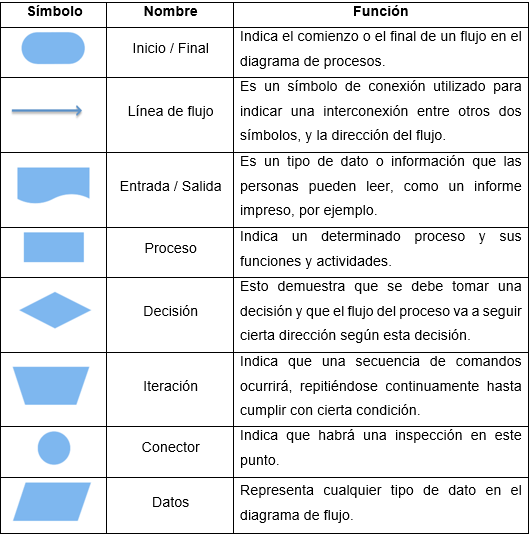 Símbolo Nombre Función
Inicio / Final
Indica el comienzo o el final de un flujo en el
diagrama de procesos.
Línea de flujo
Es un símbolo de conexión utilizado para
indicar una interconexión entre otros dos
símbolos, y la dirección del flujo.
Entrada / Salida
Es un tipo de dato o información que las
personas pueden leer, como un informe
impreso, por ejemplo.
Proceso
Indica un determinado proceso y sus
funciones y actividades.
Decisión
Esto demuestra que se debe tomar una
decisión y que el flujo del proceso va a seguir
cierta dirección según esta decisión.
Iteración
Indica que una secuencia de comandos
ocurrirá, repitiéndose continuamente hasta
cumplir con cierta condición.
Conector
Indica que habrá una inspección en este
punto.
Datos
Representa cualquier tipo de dato en el
diagrama de flujo.